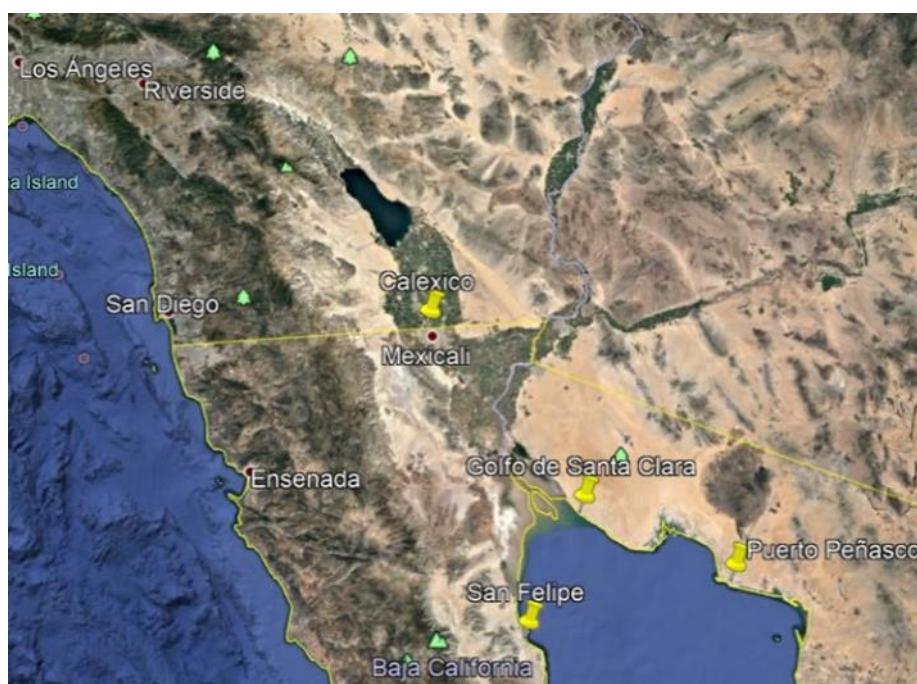 Los Ángeles
Riverside
Island
Island
San Diego
Calexico
Mexicali
Ensenada
Golfo de Santa Clara
Puerto Peñasco
San Felipe
Baja California